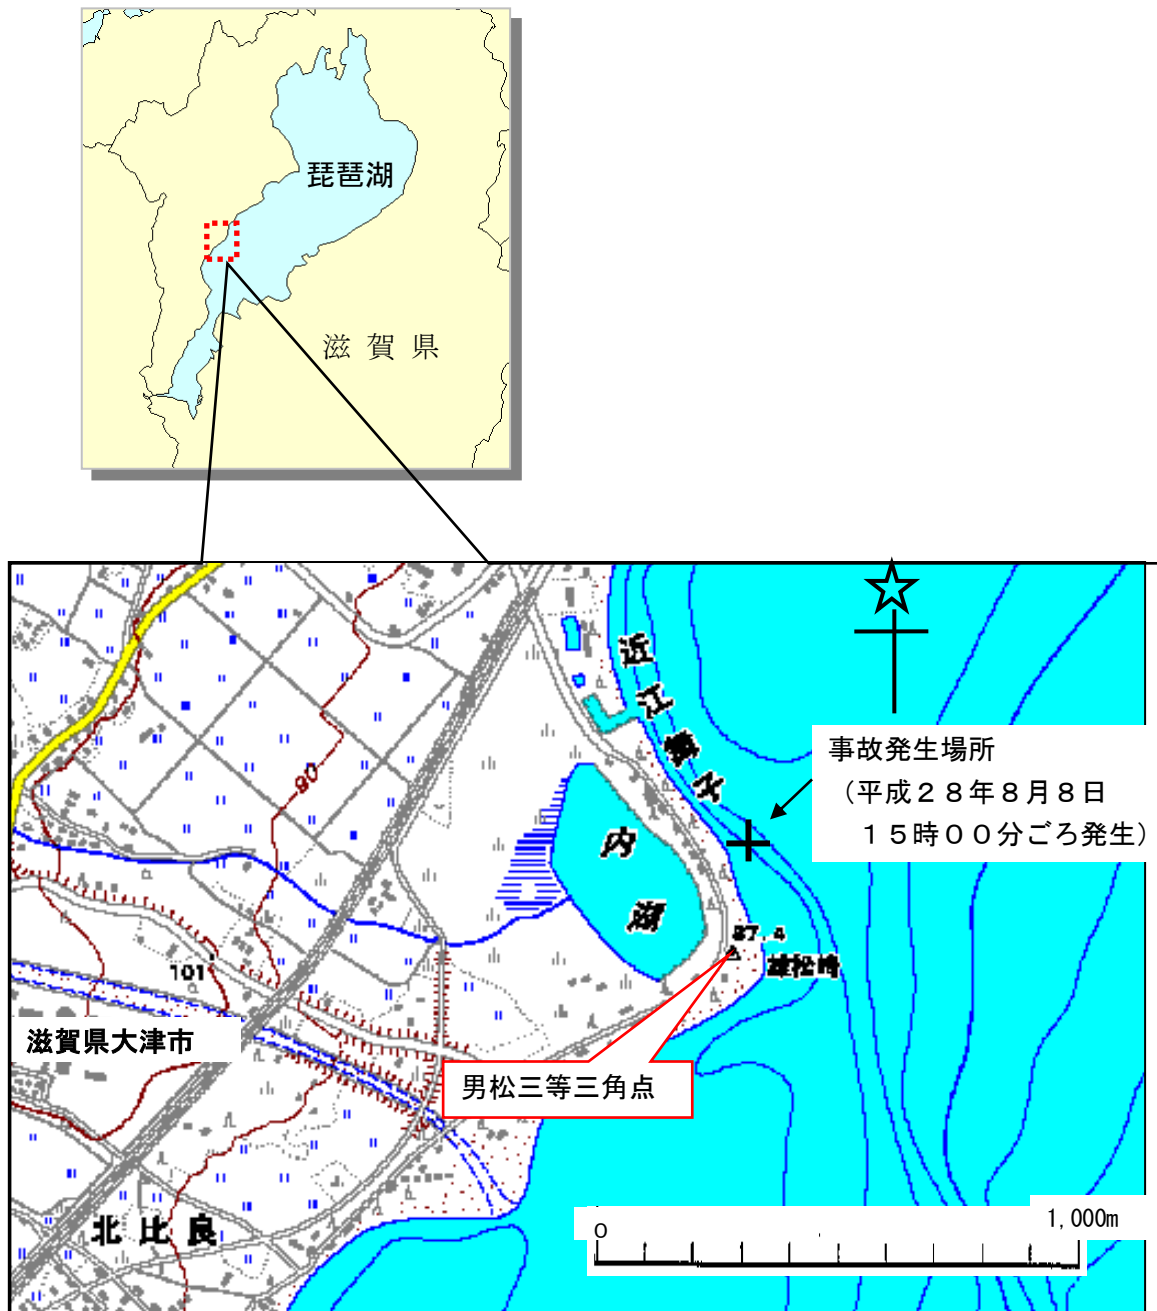 琵琶湖
滋賀県
近江舞子
事故発生場所
（平成２８年８月８日
１５時００分ごろ発生）
90
内湖
87.4
雄松崎
101
滋賀県大津市
男松三等三角点
北比良
0
1,000m